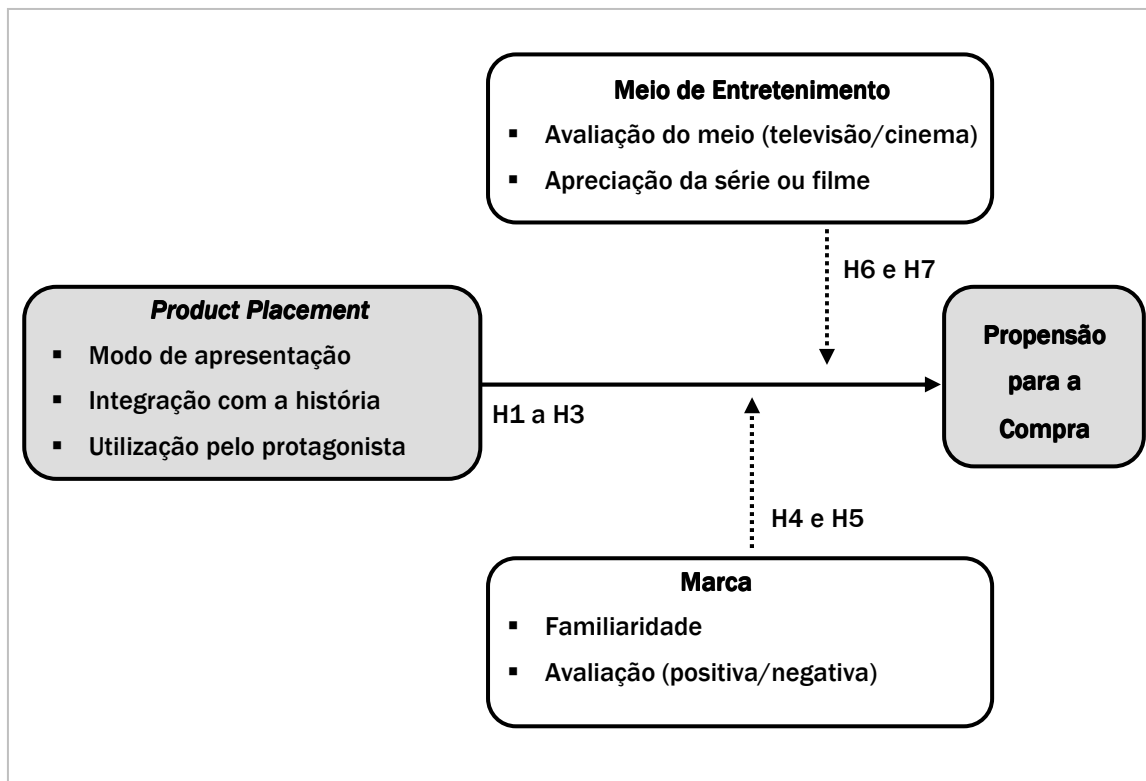 Meio de Entretenimento
▪ Avaliação do meio (televisão/cinema)
▪ Apreciação da série ou filme
H6 e H7
Product Placement
▪ Modo de apresentação
▪ Integração com a história
▪ Utilização pelo protagonista
H1 a H3
Propensão
para a
Compra
H4 e H5
Marca
▪ Familiaridade
▪ Avaliação (positiva/negativa)